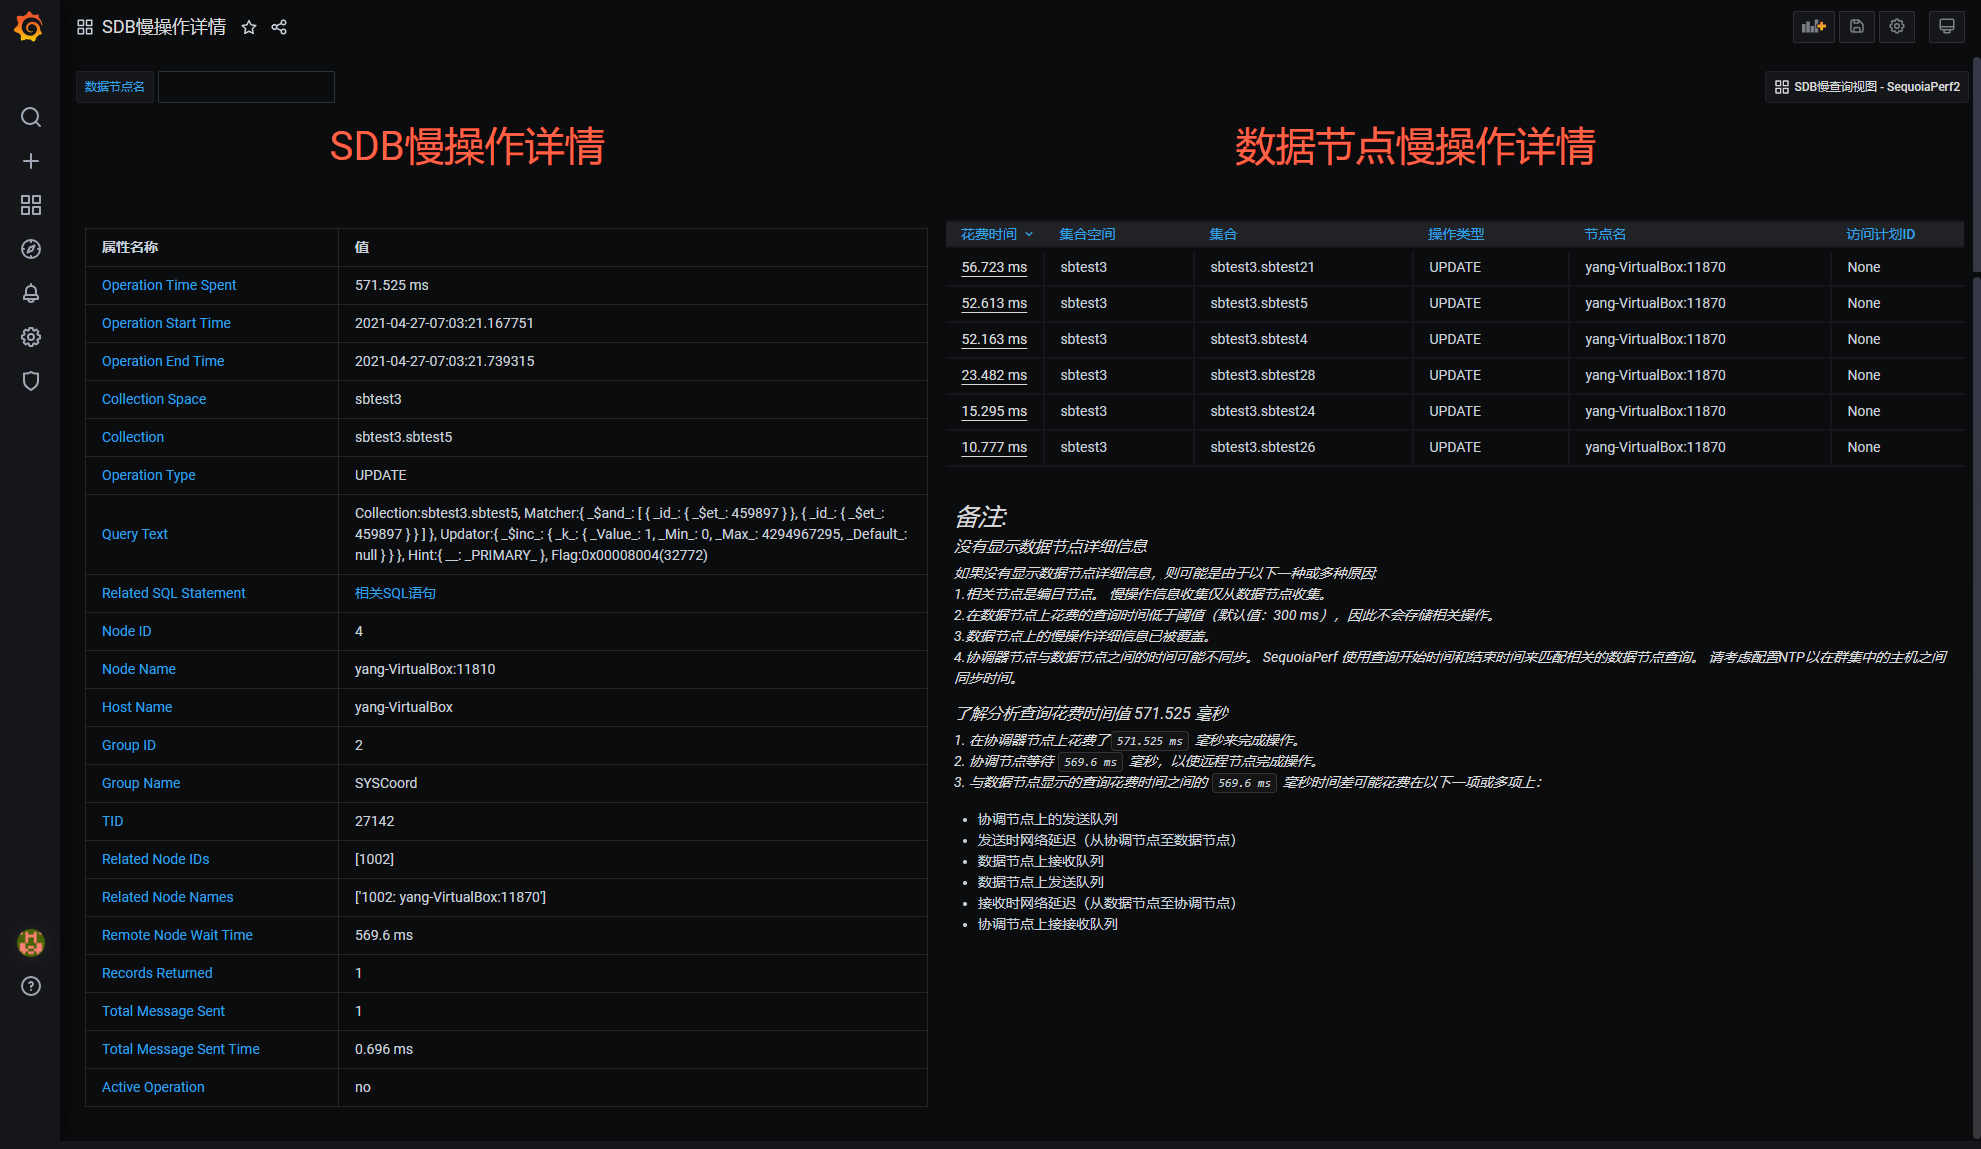 SDB慢操作详情
数据节点名
SDB慢查询视图 - SequoiaPerf2
SDB慢操作详情
属性名称 值
Operation Time Spent 571.525 ms
Operation Start Time 2021-04-27-07:03:21.167751
Operation End Time 2021-04-27-07:03:21.739315
Collection Space sbtest3
Collection sbtest3.sbtest5
Operation Type UPDATE
Query Text
Collection:sbtest3.sbtest5, Matcher:{ _$and_: [ { _id_: { _$et_: 459897 } }, { _id_: { _$et_:
459897 } } ] }, Updator:{ _$inc_: { _k_: { _Value_: 1, _Min_: 0, _Max_: 4294967295, _Default_:
null } } }, Hint:{ __: _PRIMARY_ }, Flag:0x00008004(32772)
Related SQL Statement 相关SQL语句
Node ID 4
Node Name yang-VirtualBox:11810
Host Name yang-VirtualBox
Group ID 2
Group Name SYSCoord
TID 27142
Related Node IDs [1002]
Related Node Names ['1002: yang-VirtualBox:11870']
Remote Node Wait Time 569.6 ms
Records Returned 1
Total Message Sent 1
Total Message Sent Time 0.696 ms
Active Operation no
数据节点慢操作详情
花费时间 集合空间 集合 操作类型 节点名 访问计划ID
56.723 ms sbtest3 sbtest3.sbtest21 UPDATE yang-VirtualBox:11870 None
52.613 ms sbtest3 sbtest3.sbtest5 UPDATE yang-VirtualBox:11870 None
52.163 ms sbtest3 sbtest3.sbtest4 UPDATE yang-VirtualBox:11870 None
23.482 ms sbtest3 sbtest3.sbtest28 UPDATE yang-VirtualBox:11870 None
15.295 ms sbtest3 sbtest3.sbtest24 UPDATE yang-VirtualBox:11870 None
10.777 ms sbtest3 sbtest3.sbtest26 UPDATE yang-VirtualBox:11870 None
备注:
没有显示数据节点详细信息
如果没有显示数据节点详细信息，则可能是由于以下一种或多种原因:
1.相关节点是编目节点。 慢操作信息收集仅从数据节点收集。
2.在数据节点上花费的查询时间低于阈值（默认值：300 ms），因此不会存储相关操作。
3.数据节点上的慢操作详细信息已被覆盖。
4.协调器节点与数据节点之间的时间可能不同步。 SequoiaPerf 使用查询开始时间和结束时间来匹配相关的数据节点查询。 请考虑配置NTP以在群集中的主机之间
同步时间。
了解分析查询花费时间值 571.525 毫秒
1. 在协调器节点上花费了 571.525 ms 毫秒来完成操作。
2. 协调节点等待 569.6 ms 毫秒，以使远程节点完成操作。
3. 与数据节点显示的查询花费时间之间的 569.6 ms 毫秒时间差可能花费在以下一项或多项上：
• 协调节点上的发送队列
• 发送时网络延迟（从协调节点至数据节点）
• 数据节点上接收队列
• 数据节点上发送队列
• 接收时网络延迟（从数据节点至协调节点）
• 协调节点上接接收队列